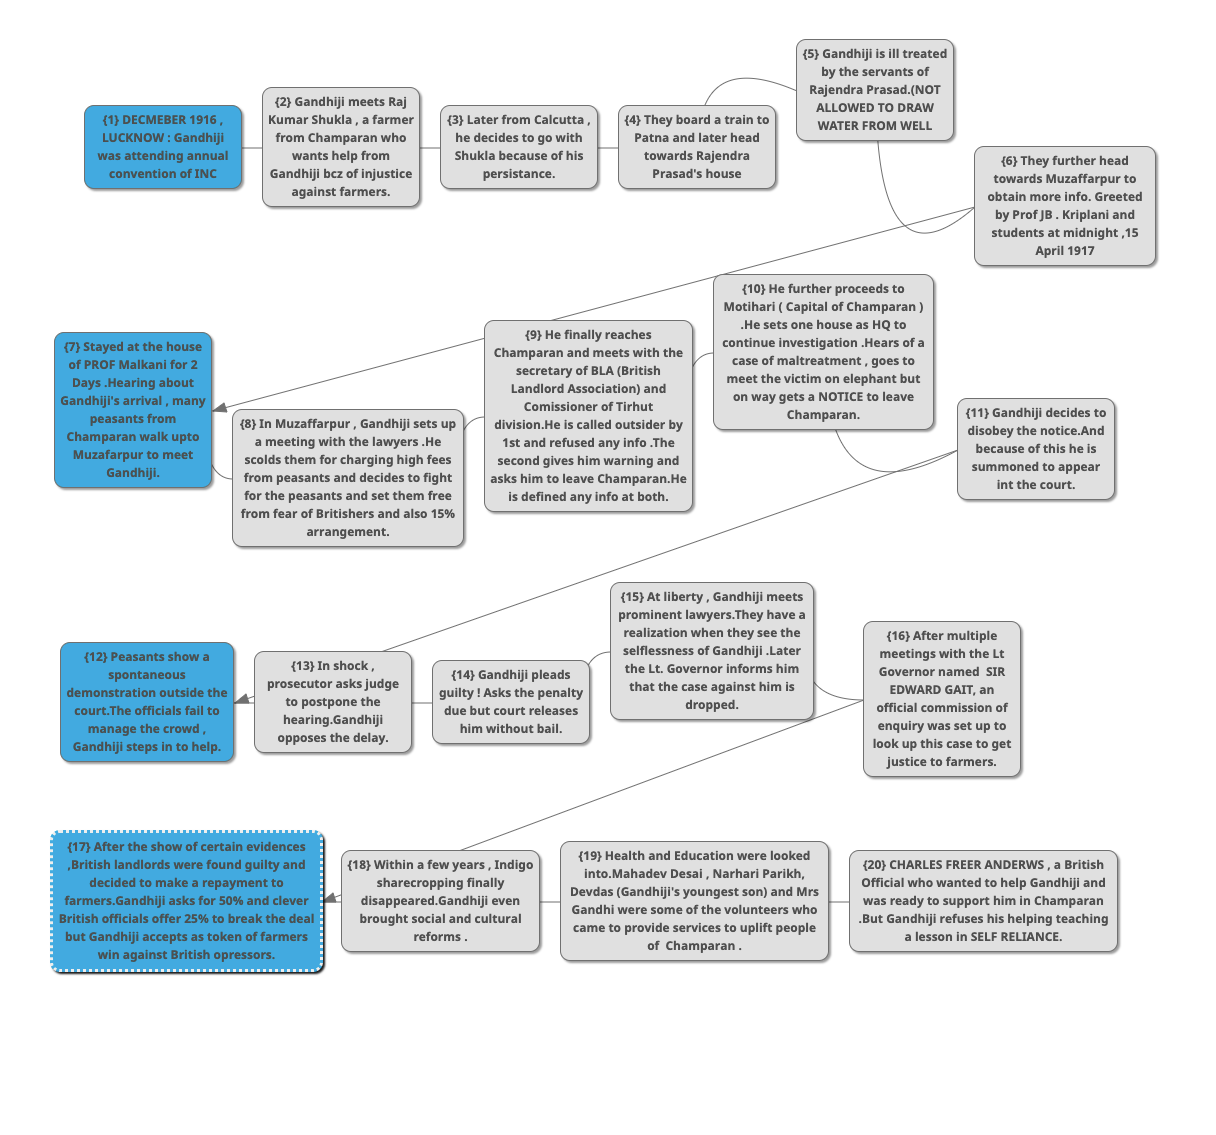 {1} DECMEBER 1916 ,
LUCKNOW : Gandhiji
was attending annual
convention of INC
{2} Gandhiji meets Raj
Kumar Shukla , a farmer
from Champaran who
wants help from
Gandhiji bcz of injustice
against farmers.
{3} Later from Calcutta ,
he decides to go with
Shukla because of his
persistance.
{4} They board a train to
Patna and later head
towards Rajendra
Prasad's house
{5} Gandhiji is ill treated
by the servants of
Rajendra Prasad.(NOT
ALLOWED TO DRAW
WATER FROM WELL
{6} They further head
towards Muzaffarpur to
obtain more info. Greeted
by Prof JB . Kriplani and
students at midnight ,15
April 1917
{7} Stayed at the house
of PROF Malkani for 2
Days .Hearing about
Gandhiji's arrival , many
peasants from
Champaran walk upto
Muzafarpur to meet
Gandhiji.
{8} In Muzaffarpur , Gandhiji sets up
a meeting with the lawyers .He
scolds them for charging high fees
from peasants and decides to fight
for the peasants and set them free
from fear of Britishers and also 15%
arrangement.
{9} He finally reaches
Champaran and meets with the
secretary of BLA (British
Landlord Association) and
Comissioner of Tirhut
division.He is called outsider by
1st and refused any info .The
second gives him warning and
asks him to leave Champaran.He
is defined any info at both.
{10} He further proceeds to
Motihari ( Capital of Champaran )
.He sets one house as HQ to
continue investigation .Hears of a
case of maltreatment , goes to
meet the victim on elephant but
on way gets a NOTICE to leave
Champaran.
{11} Gandhiji decides to
disobey the notice.And
because of this he is
summoned to appear
int the court.
{12} Peasants show a
spontaneous
demonstration outside the
court.The officials fail to
manage the crowd ,
Gandhiji steps in to help.
{13} In shock ,
prosecutor asks judge
to postpone the
hearing.Gandhiji
opposes the delay.
{14} Gandhiji pleads
guilty ! Asks the penalty
due but court releases
him without bail.
{15} At liberty , Gandhiji meets
prominent lawyers.They have a
realization when they see the
selflessness of Gandhiji .Later
the Lt. Governor informs him
that the case against him is
dropped.
{16} After multiple
meetings with the Lt
Governor named SIR
EDWARD GAIT, an
official commission of
enquiry was set up to
look up this case to get
justice to farmers.
{17} After the show of certain evidences
,British landlords were found guilty and
decided to make a repayment to
farmers.Gandhiji asks for 50% and clever
British officials offer 25% to break the deal
but Gandhiji accepts as token of farmers
win against British opressors.
{18} Within a few years , Indigo
sharecropping finally
disappeared.Gandhiji even
brought social and cultural
reforms .
{19} Health and Education were looked
into.Mahadev Desai , Narhari Parikh,
Devdas (Gandhiji's youngest son) and Mrs
Gandhi were some of the volunteers who
came to provide services to uplift people
of Champaran .
{20} CHARLES FREER ANDERWS , a British
Official who wanted to help Gandhiji and
was ready to support him in Champaran
.But Gandhiji refuses his helping teaching
a lesson in SELF RELIANCE.